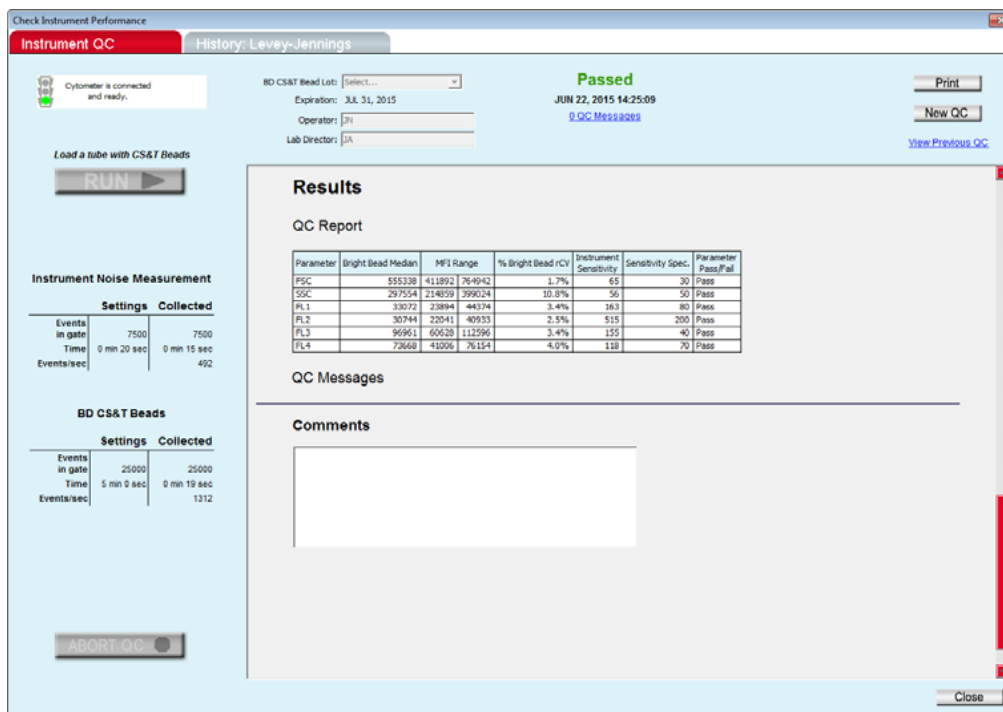 Check Instrument Performance
Instrument QC
History: Levey-Jennings
Cytometer is connected
and ready.
BD CS&T Bead Lot: Select...
Expiration: JUL 31, 2015
Operator: JN
Lab Director: JA
Passed
JUN 22, 2015 14:25:09
0 QC Messages
Print
New QC
View Previous QC
Load a tube with CS&T Beads
RUN
Instrument Noise Measurement
Settings Collected
Events
in gate 7500 7500
Time 0 min 20 sec 0 min 15 sec
Events/sec 492
BD CS&T Beads
Settings Collected
Events
in gate 25000 25000
Time 5 min 0 sec 0 min 19 sec
Events/sec 1312
ABORT QC
Results
QC Report
Parameter Bright Bead Median MFI Range % Bright Bead rCV Instrument Sensitivity Sensitivity Spec. Parameter Pass/Fail
FSC 555338 411892 764942 1.7% 65 30 Pass
SSC 297554 214859 399024 10.8% 56 50 Pass
FL1 33072 23894 44374 3.4% 163 80 Pass
FL2 30744 22041 40933 2.5% 515 200 Pass
FL3 96961 60628 112596 3.4% 155 40 Pass
FL4 73668 41006 76154 4.0% 118 70 Pass
QC Messages
Comments
Close